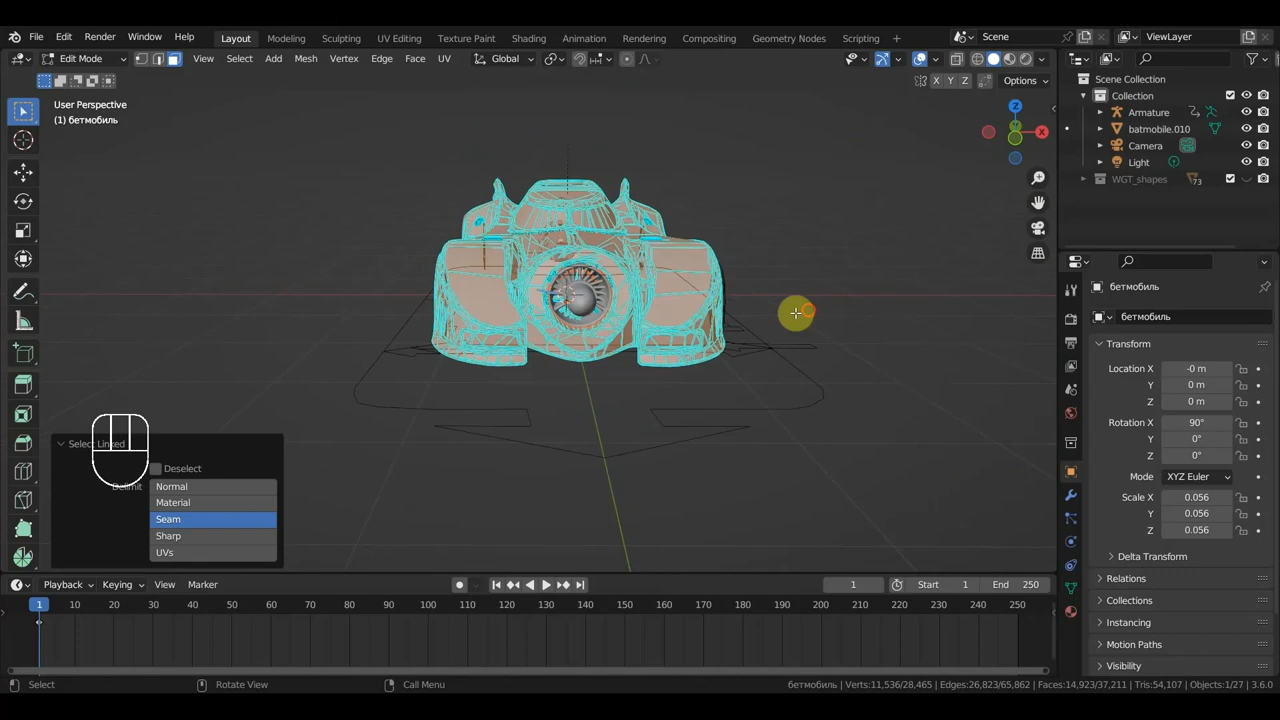 File Edit Render Window Help Layout Modeling Sculpting UV Editing Texture Paint Shading Animation Rendering Compositing Geometry Nodes Scripting + Scene ViewLayer
Edit Mode View Select Add Mesh Vertex Edge Face UV Global
X Y Z Options
User Perspective
(1) бетмобиль
Z
X
Y
Scene Collection
Collection
Armature
batmobile.010
Camera
Light
WGT_shapes 73
бетмобиль
бетмобиль
Transform
Location X -0 m
Y 0 m
Z 0 m
Rotation X 90°
Y 0°
Z 0°
Mode XYZ Euler
Scale X 0.056
Y 0.056
Z 0.056
Delta Transform
Relations
Collections
Instancing
Motion Paths
Visibility
Select Linked
Deselect
Delimit Normal
Material
Seam
Sharp
UVs
Playback Keying View Marker 1 Start 1 End 250
1 10 20 30 40 50 60 70 80 90 100 110 120 130 140 150 160 170 180 190 200 210 220 230 240 250
Select Rotate View Call Menu бетмобиль | Verts:11,536/28,465 | Edges:26,823/65,862 | Faces:14,923/37,211 | Tris:54,107 | Objects:1/27 | 3.6.0